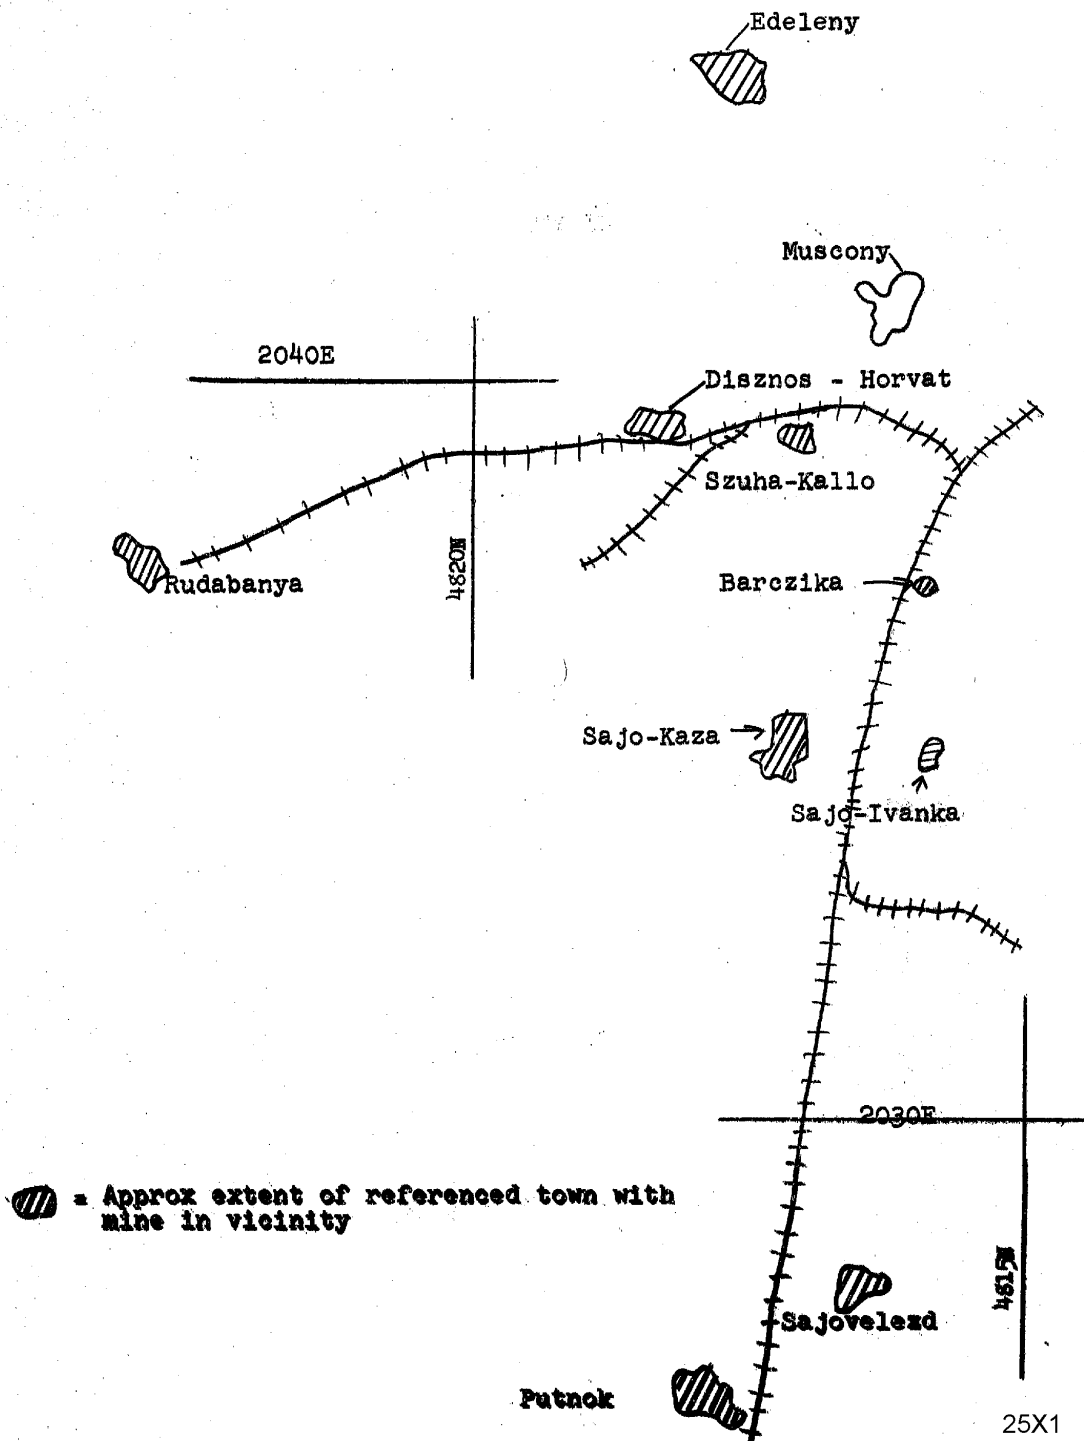 Edeleny
Muscony
2040E
Disznos - Horvat
Szuha-Kallo
4820N
Rudabanya
Barczika
Sajo-Kaza
Sajo-Ivanka
2030E
= Approx extent of referenced town with
mine in vicinity
4815N
Sajovelezd
Putnok
25X1